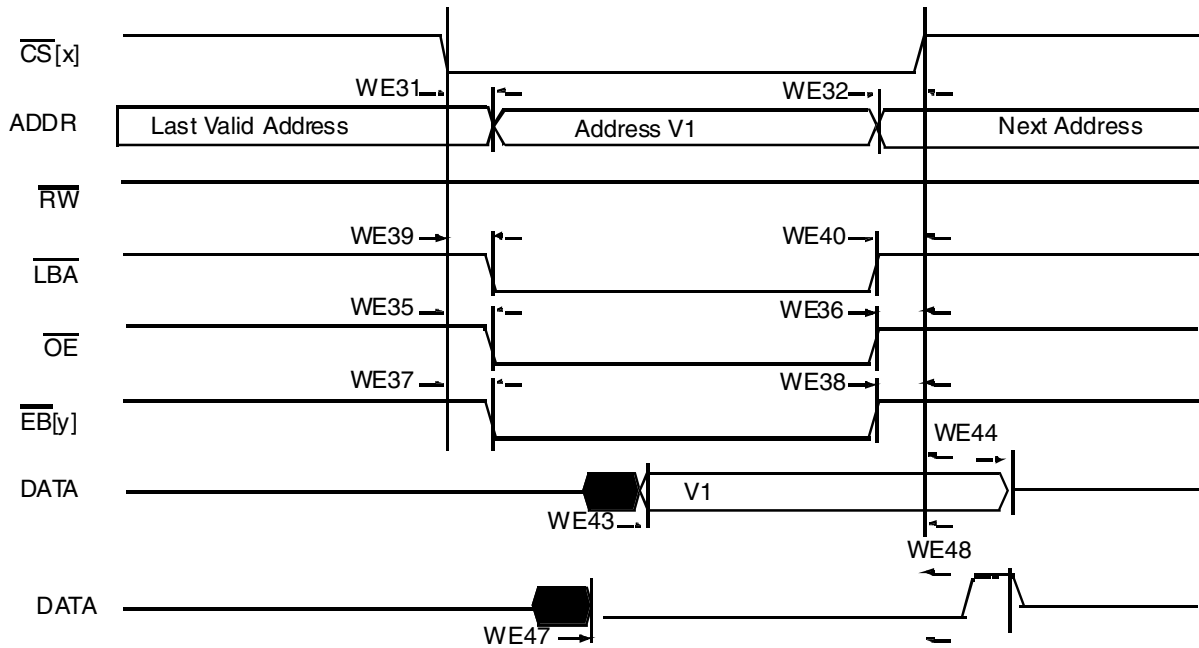 CS[x]
WE31
WE32
ADDR
Last Valid Address
Address V1
Next Address
RW
WE39
WE40
LBA
WE35
WE36
OE
WE37
WE38
EB[y]
WE44
DATA
V1
WE43
WE48
DATA
WE47